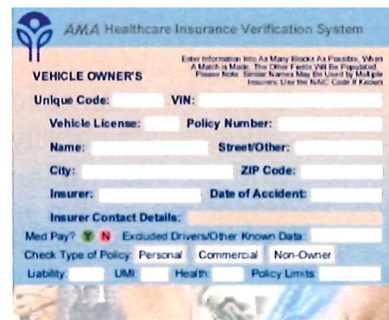 AMA Healthcare Insurance Verification System
Enter Information Into As Many Blocks As Possible, When
A Match is Made, The Other Fields Will Be Populated.
Please Note: Similar Names May Be Used by Multiple
Insurers; Use the NAIC Code If Known
VEHICLE OWNER'S
Unique Code: VIN:
Vehicle License: Policy Number:
Name: Street/Other:
City: ZIP Code:
Insurer: Date of Accident:
Insurer Contact Details:
Med Pay? Y N Excluded Drivers/Other Known Data:
Check Type of Policy: Personal Commercial Non-Owner
Liability: UMI: Health: Policy Limits: